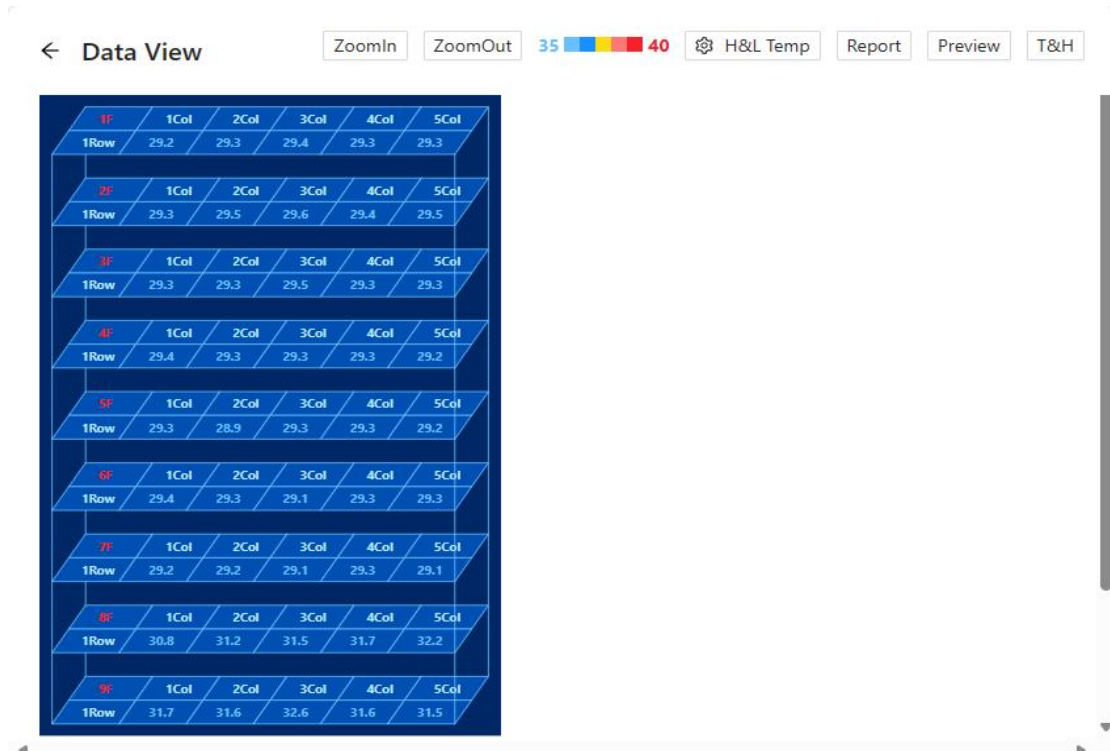 ← Data View ZoomIn ZoomOut 35 40 H&L Temp Report Preview T&H
1F 1Col 2Col 3Col 4Col 5Col
1Row 29.2 29.3 29.4 29.3 29.3
2F 1Col 2Col 3Col 4Col 5Col
1Row 29.3 29.5 29.6 29.4 29.5
3F 1Col 2Col 3Col 4Col 5Col
1Row 29.3 29.3 29.5 29.3 29.3
4F 1Col 2Col 3Col 4Col 5Col
1Row 29.4 29.3 29.3 29.3 29.2
5F 1Col 2Col 3Col 4Col 5Col
1Row 29.3 28.9 29.3 29.3 29.2
6F 1Col 2Col 3Col 4Col 5Col
1Row 29.4 29.3 29.1 29.3 29.3
7F 1Col 2Col 3Col 4Col 5Col
1Row 29.2 29.2 29.1 29.3 29.1
8F 1Col 2Col 3Col 4Col 5Col
1Row 30.8 31.2 31.5 31.7 32.2
9F 1Col 2Col 3Col 4Col 5Col
1Row 31.7 31.6 32.6 31.6 31.5